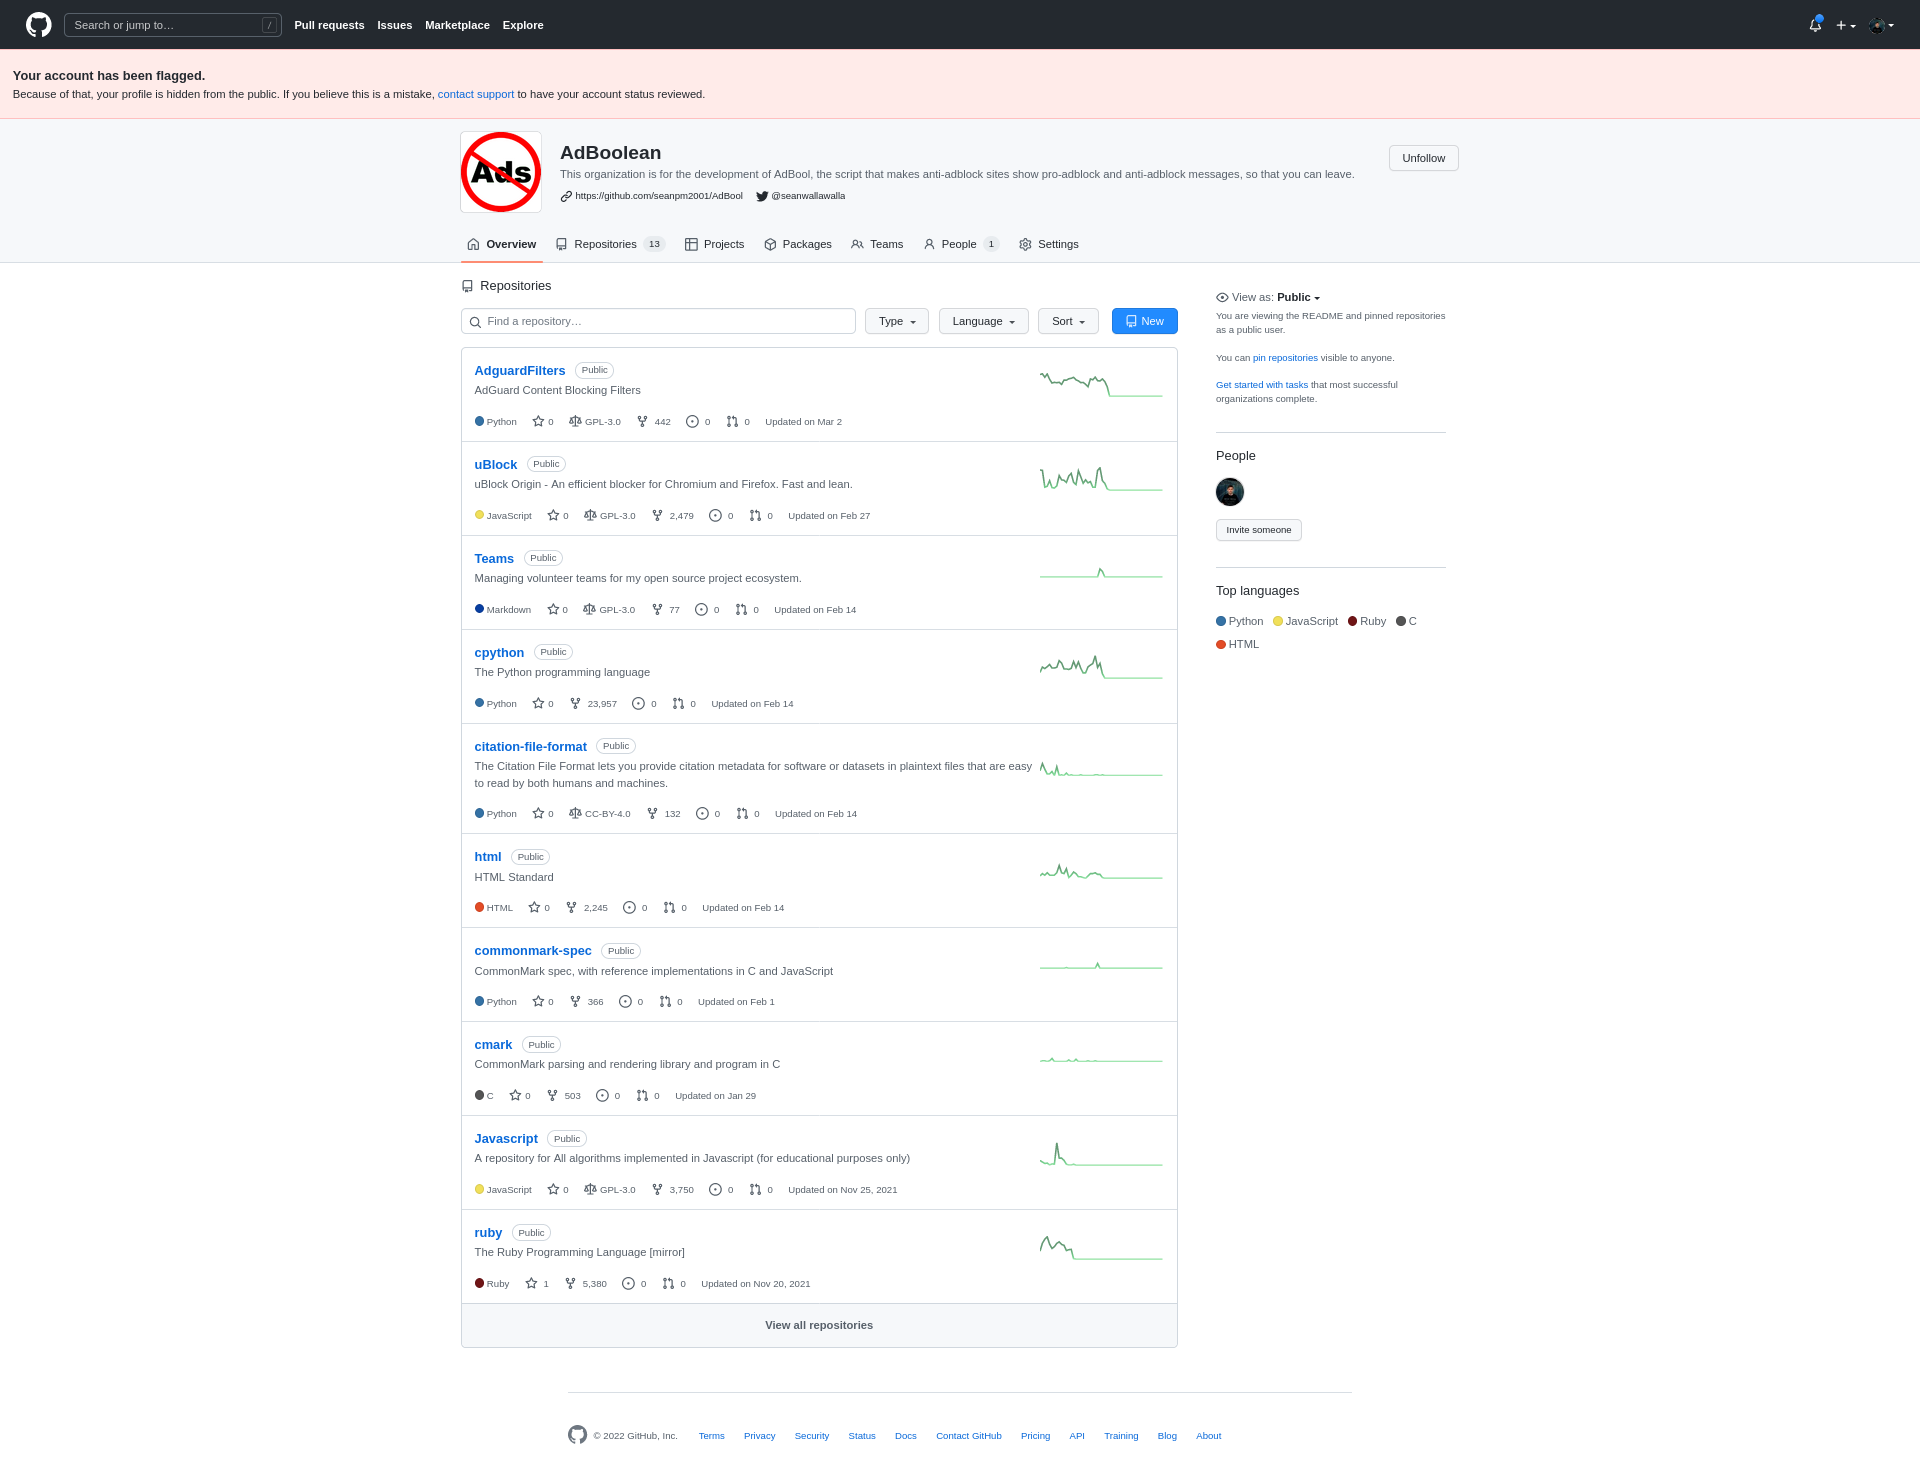 Search or jump to…
/
Pull requests Issues Marketplace Explore
Your account has been flagged.
Because of that, your profile is hidden from the public. If you believe this is a mistake, contact support to have your account status reviewed.
Ads
AdBoolean
This organization is for the development of AdBool, the script that makes anti-adblock sites show pro-adblock and anti-adblock messages, so that you can leave.
https://github.com/seanpm2001/AdBool @seanwallawalla
Unfollow
Overview Repositories 13 Projects Packages Teams People 1 Settings
Repositories
Find a repository… Type Language Sort New
AdguardFilters Public
AdGuard Content Blocking Filters
Python 0 GPL-3.0 442 0 0 Updated on Mar 2
uBlock Public
uBlock Origin - An efficient blocker for Chromium and Firefox. Fast and lean.
JavaScript 0 GPL-3.0 2,479 0 0 Updated on Feb 27
Teams Public
Managing volunteer teams for my open source project ecosystem.
Markdown 0 GPL-3.0 77 0 0 Updated on Feb 14
cpython Public
The Python programming language
Python 0 23,957 0 0 Updated on Feb 14
citation-file-format Public
The Citation File Format lets you provide citation metadata for software or datasets in plaintext files that are easy
to read by both humans and machines.
Python 0 CC-BY-4.0 132 0 0 Updated on Feb 14
html Public
HTML Standard
HTML 0 2,245 0 0 Updated on Feb 14
commonmark-spec Public
CommonMark spec, with reference implementations in C and JavaScript
Python 0 366 0 0 Updated on Feb 1
cmark Public
CommonMark parsing and rendering library and program in C
C 0 503 0 0 Updated on Jan 29
Javascript Public
A repository for All algorithms implemented in Javascript (for educational purposes only)
JavaScript 0 GPL-3.0 3,750 0 0 Updated on Nov 25, 2021
ruby Public
The Ruby Programming Language [mirror]
Ruby 1 5,380 0 0 Updated on Nov 20, 2021
View all repositories
View as: Public
You are viewing the README and pinned repositories
as a public user.
You can pin repositories visible to anyone.
Get started with tasks that most successful
organizations complete.
People
Invite someone
Top languages
Python JavaScript Ruby C
HTML
© 2022 GitHub, Inc. Terms Privacy Security Status Docs Contact GitHub Pricing API Training Blog About